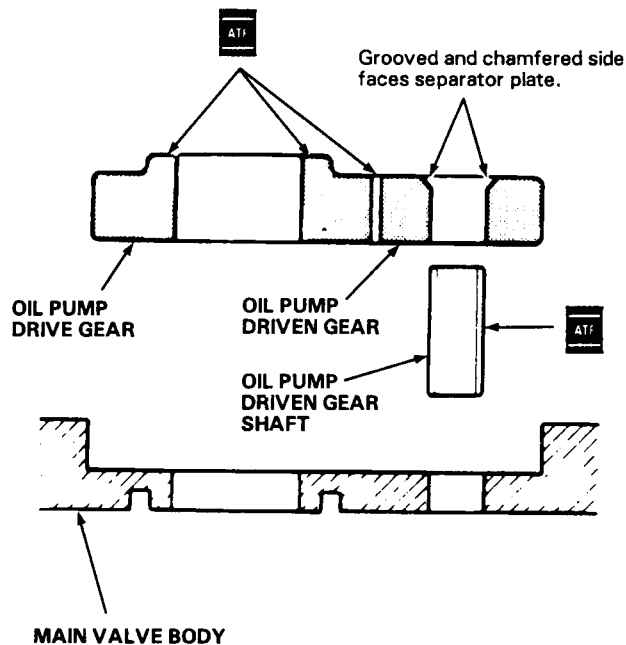 ATF
Grooved and chamfered side
faces separator plate.
OIL PUMP
DRIVE GEAR
OIL PUMP
DRIVEN GEAR
ATF
OIL PUMP
DRIVEN GEAR
SHAFT
MAIN VALVE BODY